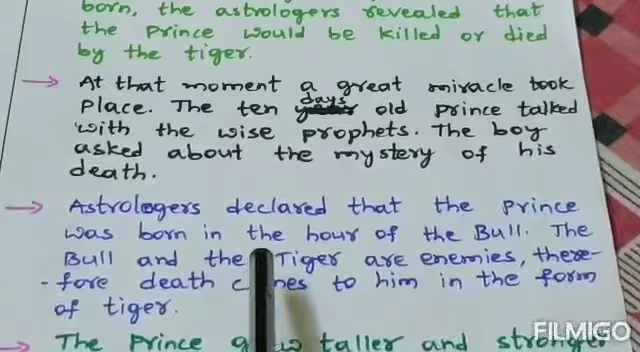 born, the astrologers revealed that
the Prince would be killed or died
by the tiger.
→ At that moment a great miracle took
Place. The ten days old Prince talked
with the wise prophets. The boy
asked about the mystery of his
death.
→ Astrologers declared that the Prince
was born in the hour of the Bull. The
Bull and the Tiger are enemies, there-
-fore death to him in the form
of tiger.
→ The Prince taller and stronger
FILMIGO